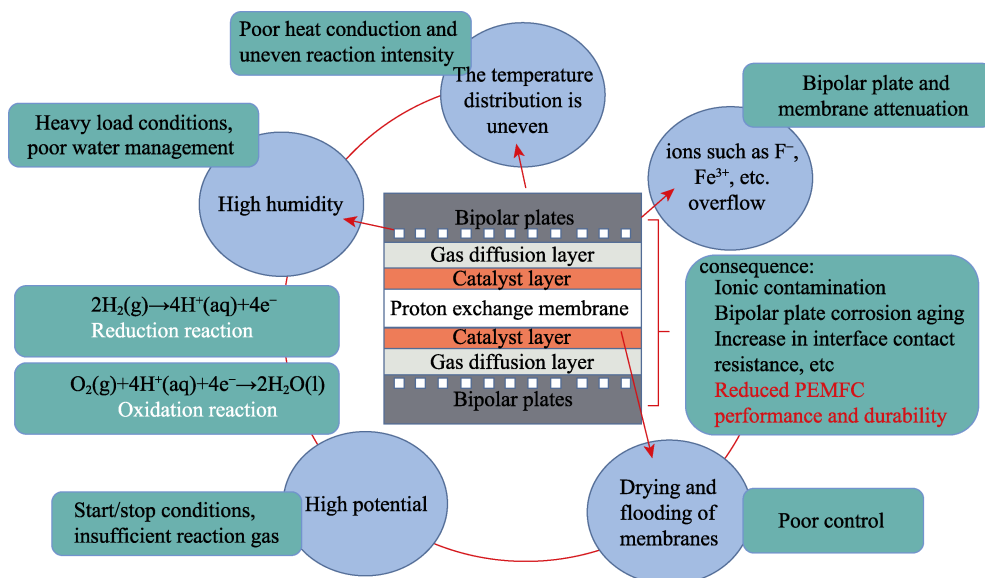 Poor heat conduction and
uneven reaction intensity
The temperature
distribution is
uneven
Bipolar plate and
membrane attenuation
ions such as F⁻,
Fe³⁺, etc.
overflow
Heavy load conditions,
poor water management
High humidity
Bipolar plates
Gas diffusion layer
Catalyst layer
Proton exchange membrane
Catalyst layer
Gas diffusion layer
Bipolar plates
2H₂(g)→4H⁺(aq)+4e⁻
Reduction reaction
O₂(g)+4H⁺(aq)+4e⁻→2H₂O(l)
Oxidation reaction
consequence:
Ionic contamination
Bipolar plate corrosion aging
Increase in interface contact
resistance, etc
Reduced PEMFC
performance and durability
Start/stop conditions,
insufficient reaction gas
High potential
Drying and
flooding of
membranes
Poor control